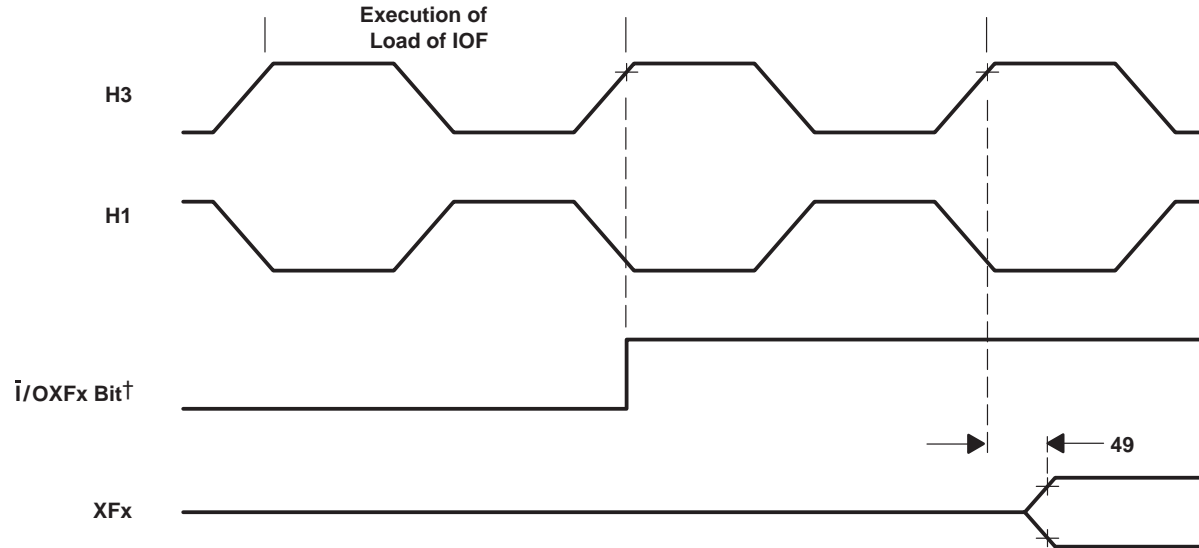 Execution of
Load of IOF
H3
H1
Ī/OXFx Bit†
49
XFx